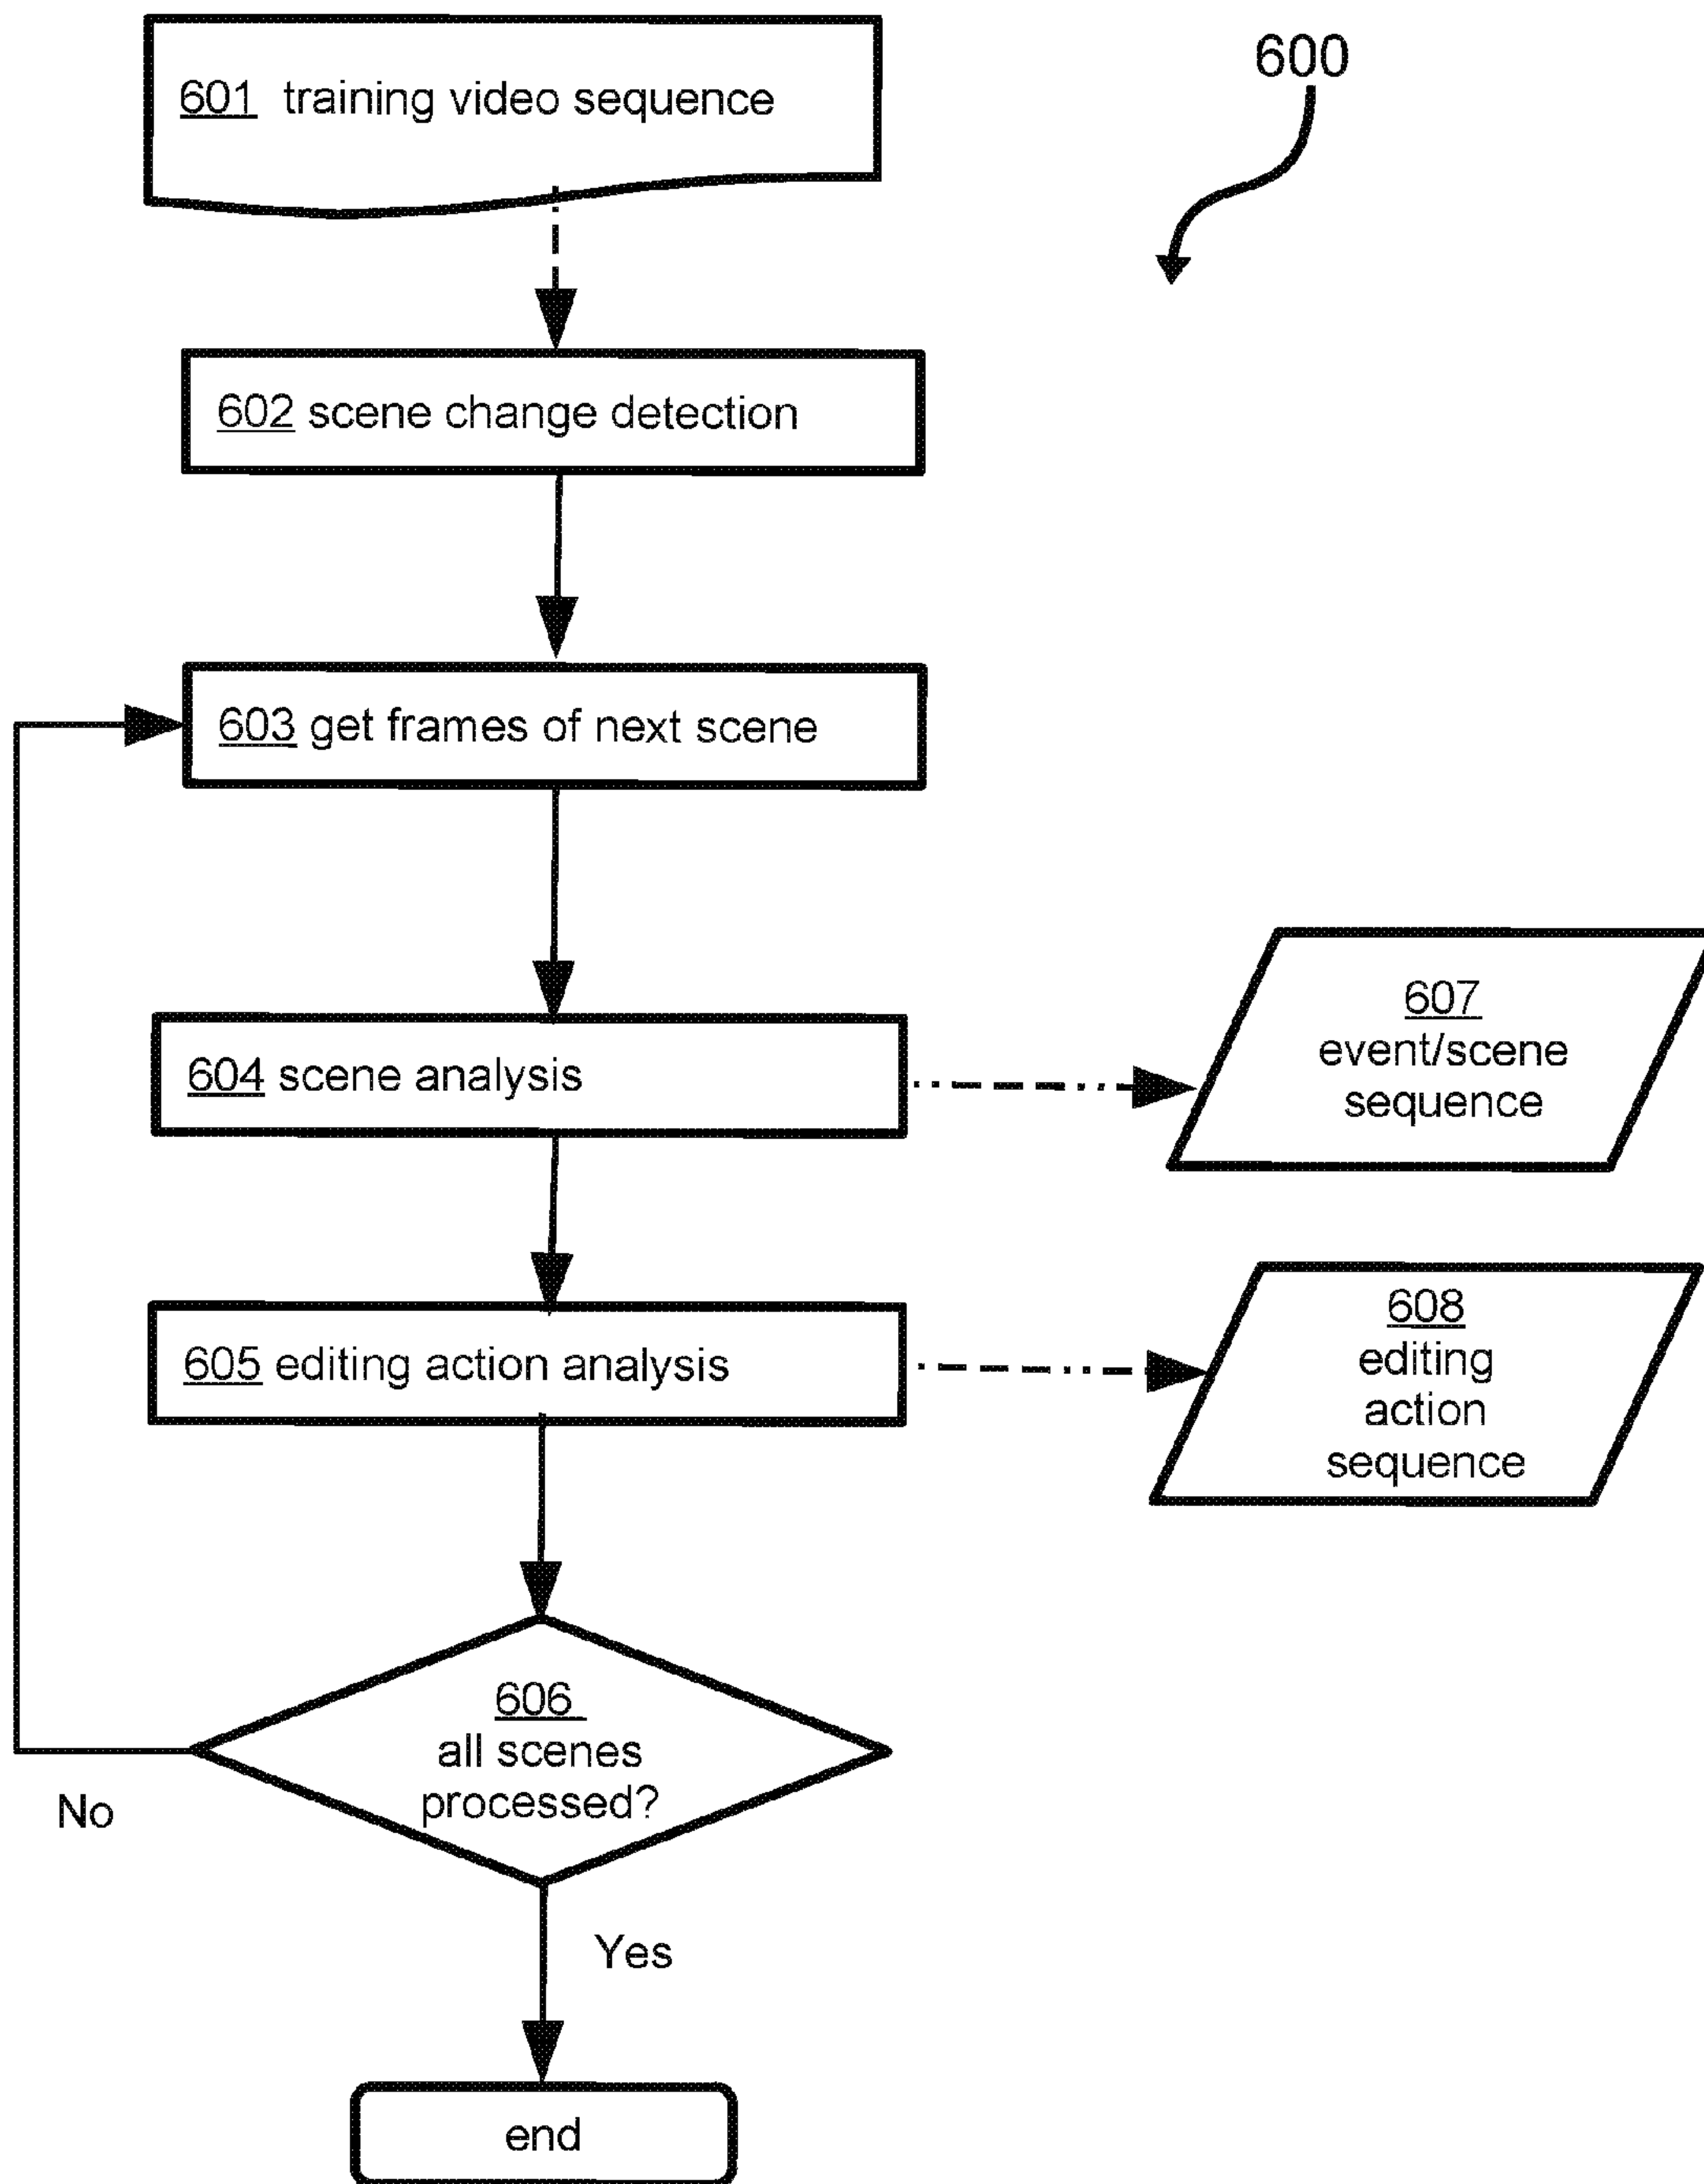 601 training video sequence
600
602 scene change detection
603 get frames of next scene
604 scene analysis
607
event/scene
sequence
605 editing action analysis
608
editing
action
sequence
606
all scenes
processed?
No
Yes
end